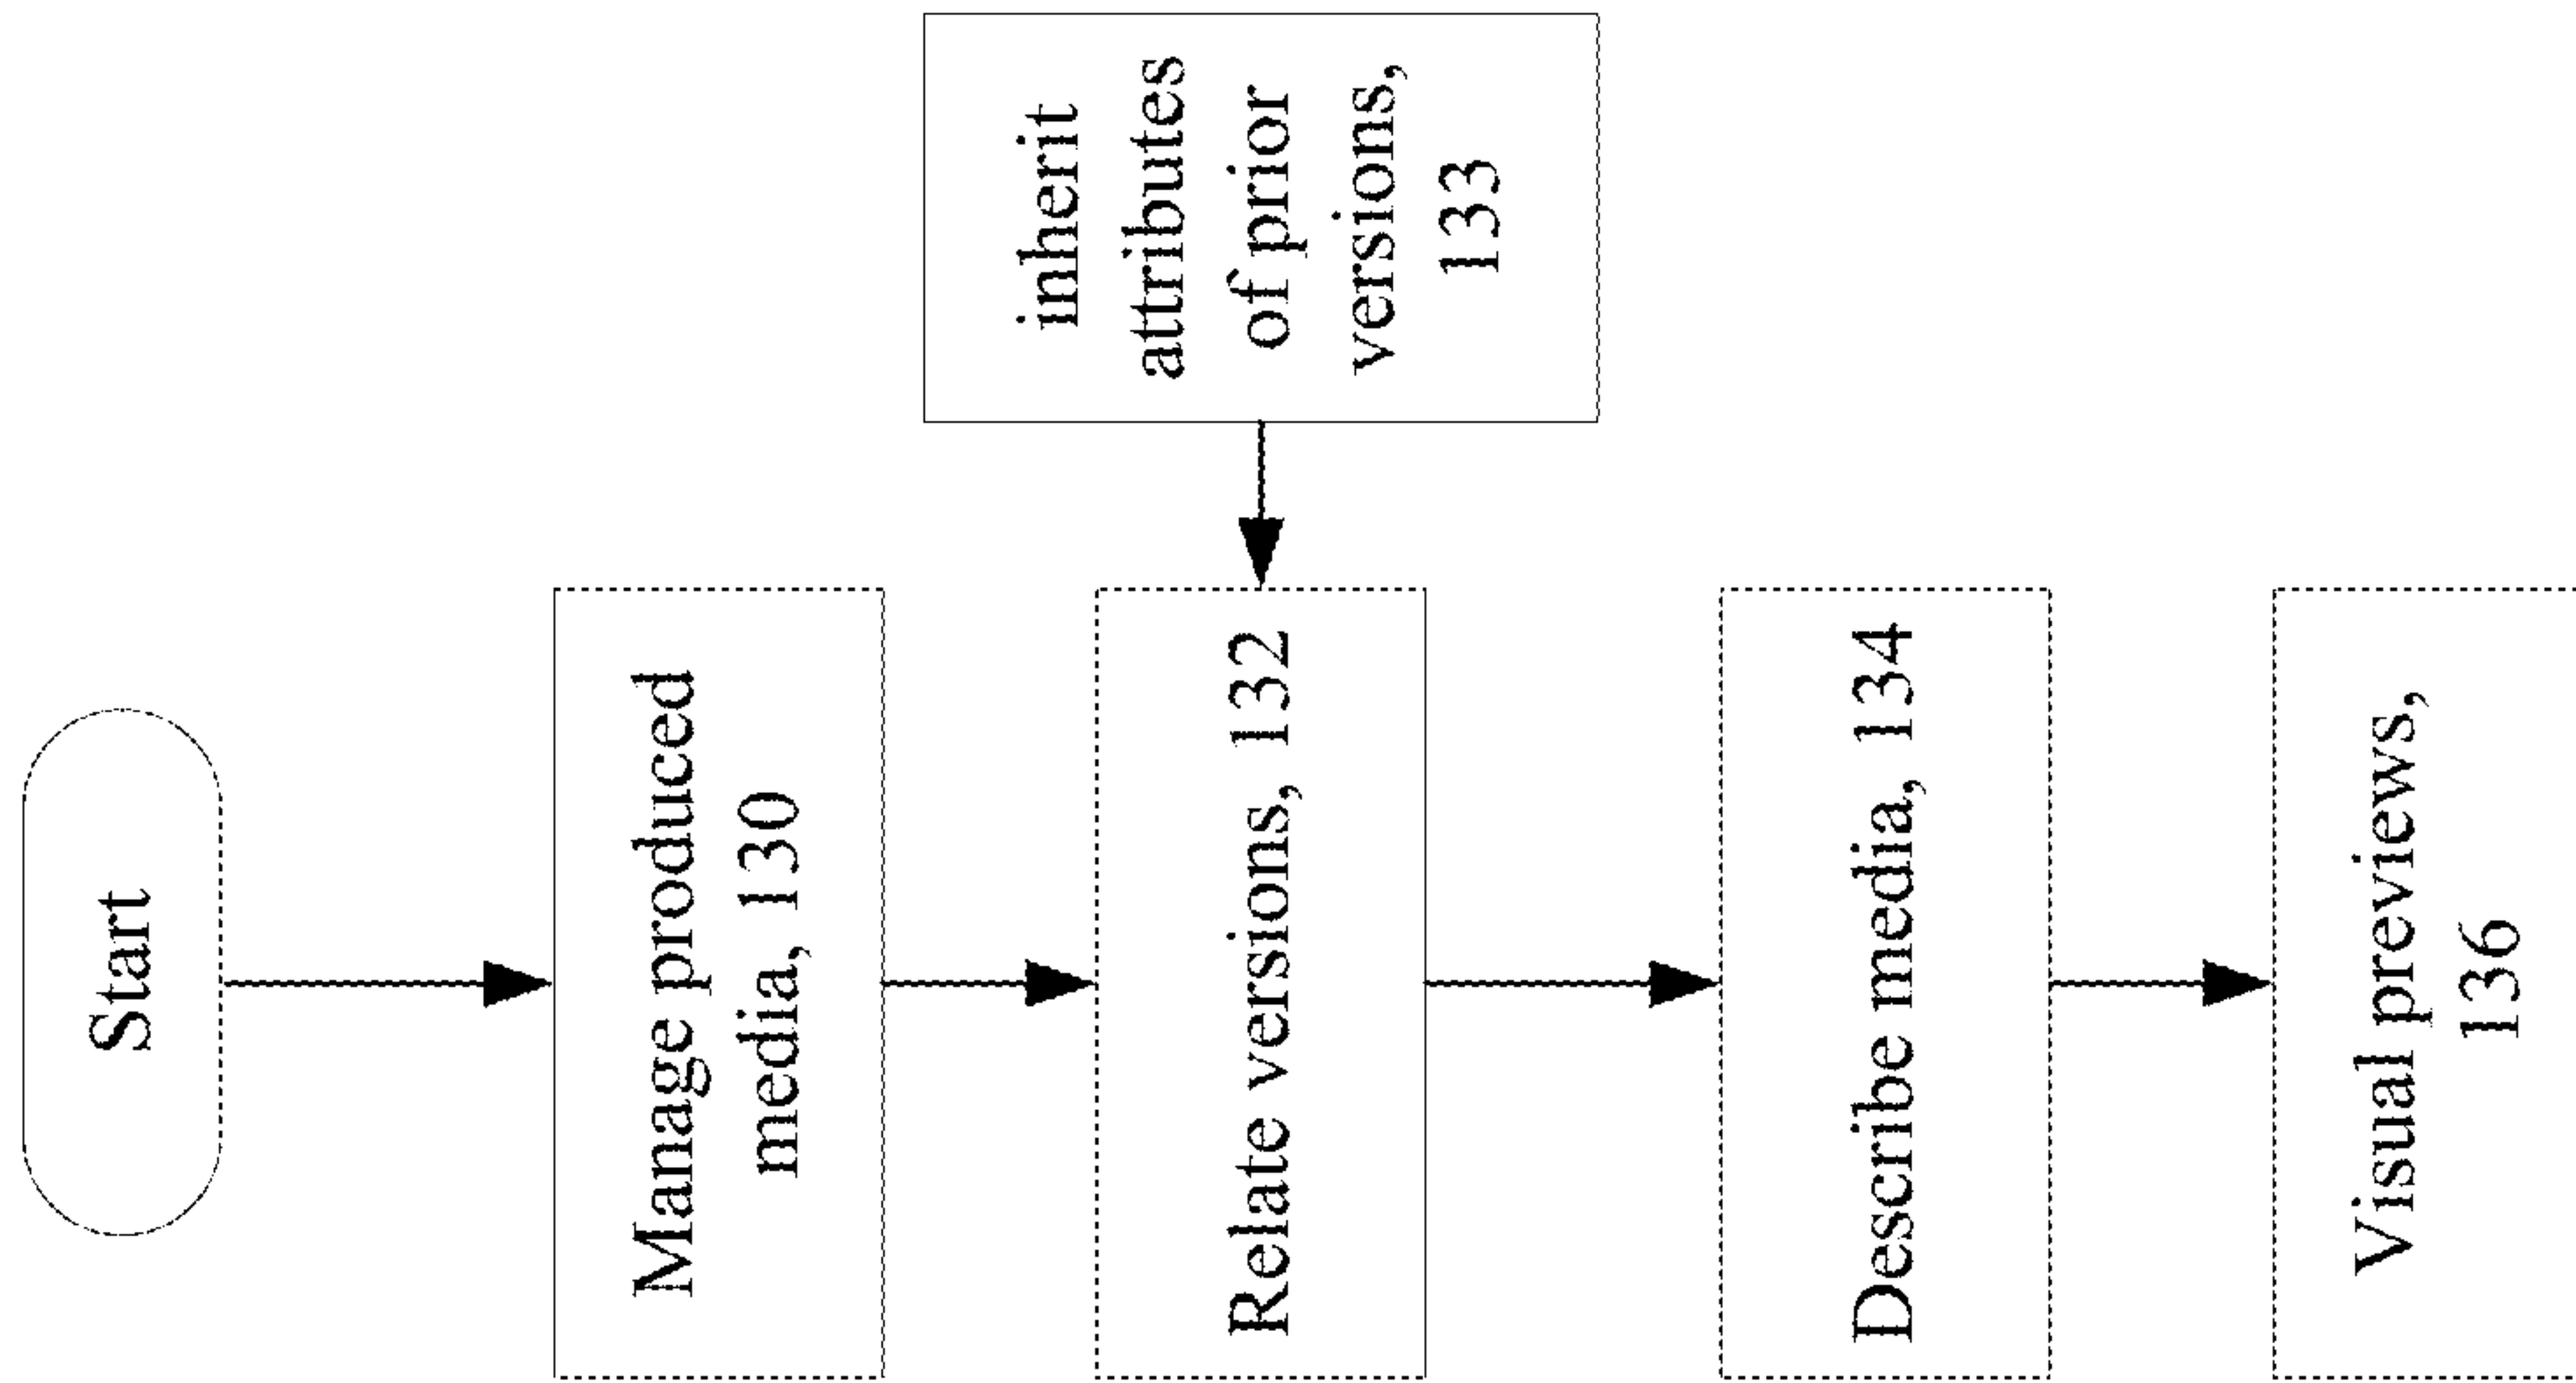 Start
Manage produced
media, 130
Relate versions, 132
inherit
attributes
of prior
versions,
133
Describe media, 134
Visual previews,
136